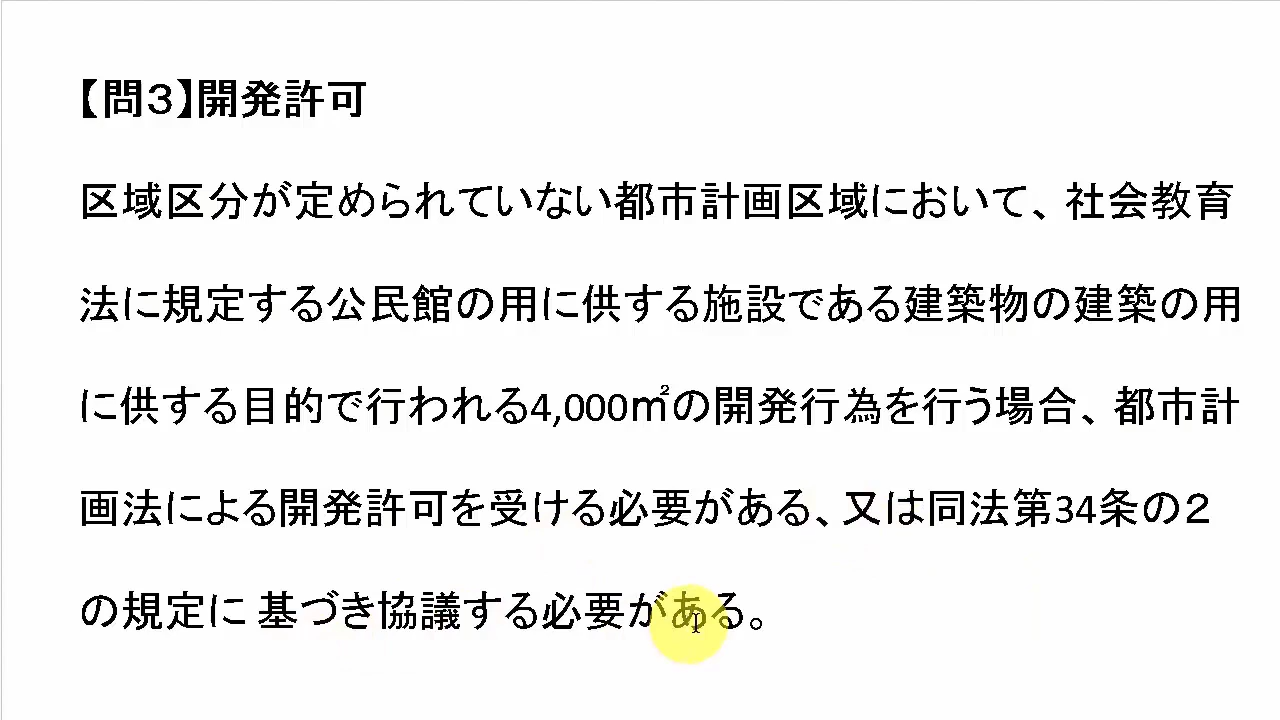 【問３】開発許可
区域区分が定められていない都市計画区域において、社会教育
法に規定する公民館の用に供する施設である建築物の建築の用
に供する目的で行われる4,000㎡の開発行為を行う場合、都市計
画法による開発許可を受ける必要がある、又は同法第34条の２
の規定に 基づき協議する必要がある。